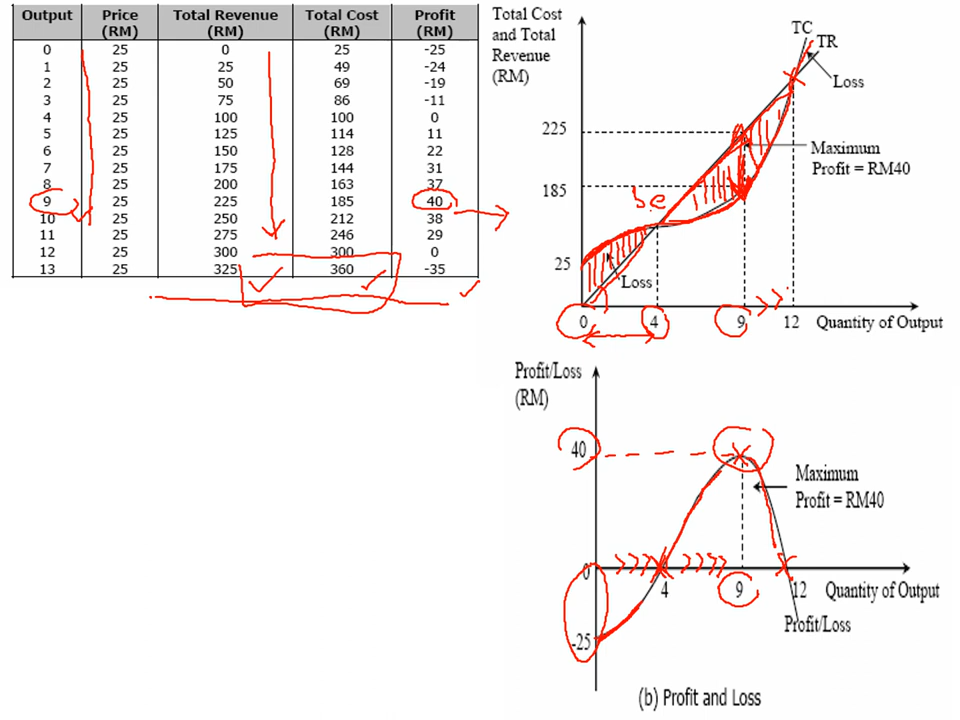 Output Price Total Revenue Total Cost Profit
(RM) (RM) (RM) (RM)
0 25 0 25 -25
1 25 25 49 -24
2 25 50 69 -19
3 25 75 86 -11
4 25 100 100 0
5 25 125 114 11
6 25 150 128 22
7 25 175 144 31
8 25 200 163 37
9 25 225 185 40
10 25 250 212 38
11 25 275 246 29
12 25 300 300 0
13 25 325 360 -35
Total Cost
and Total
Revenue
(RM)
TC
TR
Loss
225
Maximum
Profit = RM40
185
be
25
Loss
0 4 9 12 Quantity of Output
Profit/Loss
(RM)
40
Maximum
Profit = RM40
0
4 9 12 Quantity of Output
Profit/Loss
-25
(b) Profit and Loss